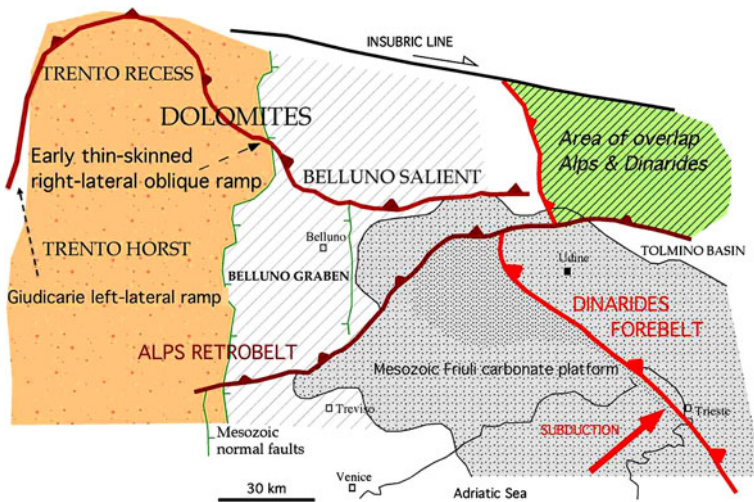 INSUBRIC LINE
TRENTO RECESS
DOLOMITES
Area of overlap
Alps & Dinarides
Early thin-skinned
right-lateral oblique ramp
BELLUNO SALIENT
TRENTO HORST
Belluno
TOLMINO BASIN
Udine
BELLUNO GRABEN
Giudicarie left-lateral ramp
DINARIDES
FOREBELT
ALPS RETROBELT
Mesozoic Friuli carbonate platform
Treviso
Trieste
Mesozoic
normal faults
SUBDUCTION
Venice
30 km
Adriatic Sea